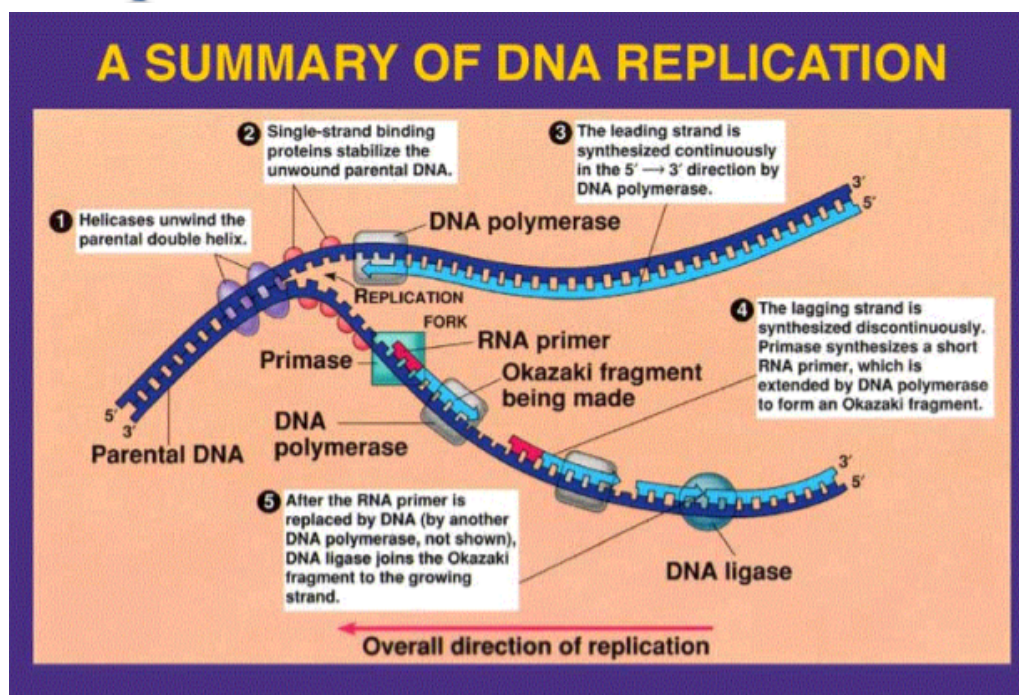 A SUMMARY OF DNA REPLICATION
2 Single-strand binding
proteins stabilize the
unwound parental DNA.
3 The leading strand is
synthesized continuously
in the 5′ → 3′ direction by
DNA polymerase.
3′
5′
1 Helicases unwind the
parental double helix.
DNA polymerase
REPLICATION
FORK
4 The lagging strand is
synthesized discontinuously.
Primase synthesizes a short
RNA primer, which is
extended by DNA polymerase
to form an Okazaki fragment.
RNA primer
Primase
Okazaki fragment
being made
5′
3′
DNA
polymerase
Parental DNA
3′
5′
5 After the RNA primer is
replaced by DNA (by another
DNA polymerase, not shown),
DNA ligase joins the Okazaki
fragment to the growing
strand.
DNA ligase
Overall direction of replication